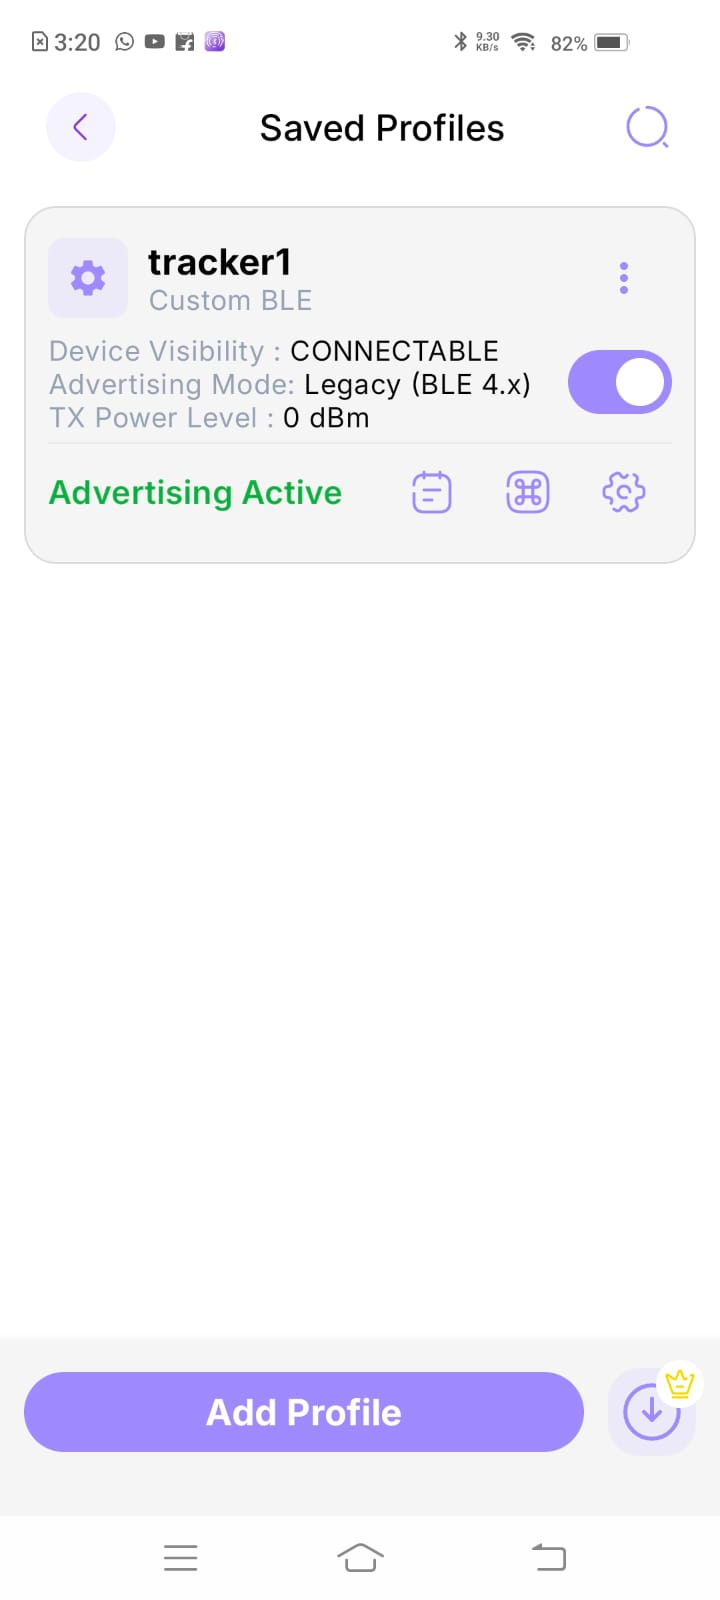 3:20
9.30
KB/s
82%
Saved Profiles
tracker1
Custom BLE
Device Visibility : CONNECTABLE
Advertising Mode: Legacy (BLE 4.x)
TX Power Level : 0 dBm
Advertising Active
Add Profile